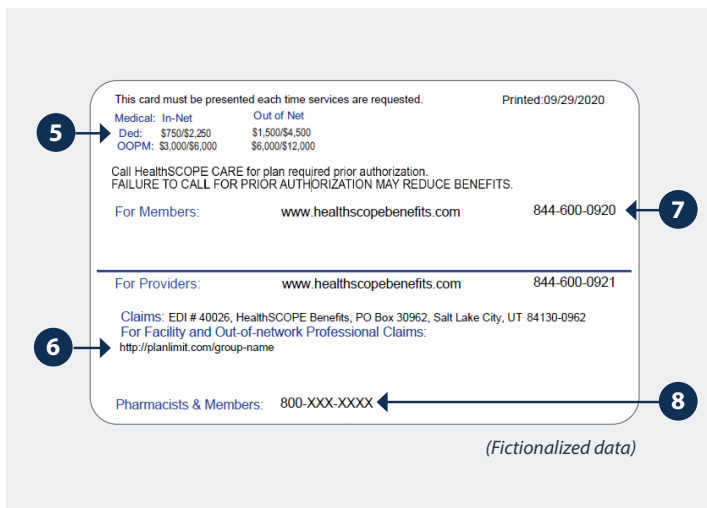 This card must be presented each time services are requested. Printed:09/29/2020
Medical: In-Net Out of Net
5 Ded: $750/$2,250 $1,500/$4,500
OOPM: $3,000/$6,000 $6,000/$12,000
Call HealthSCOPE CARE for plan required prior authorization.
FAILURE TO CALL FOR PRIOR AUTHORIZATION MAY REDUCE BENEFITS.
For Members: www.healthscopebenefits.com 844-600-0920 7
For Providers: www.healthscopebenefits.com 844-600-0921
Claims: EDI # 40026, HealthSCOPE Benefits, PO Box 30962, Salt Lake City, UT 84130-0962
For Facility and Out-of-network Professional Claims:
6 http://planlimit.com/group-name
Pharmacists & Members: 800-XXX-XXXX 8
(Fictionalized data)